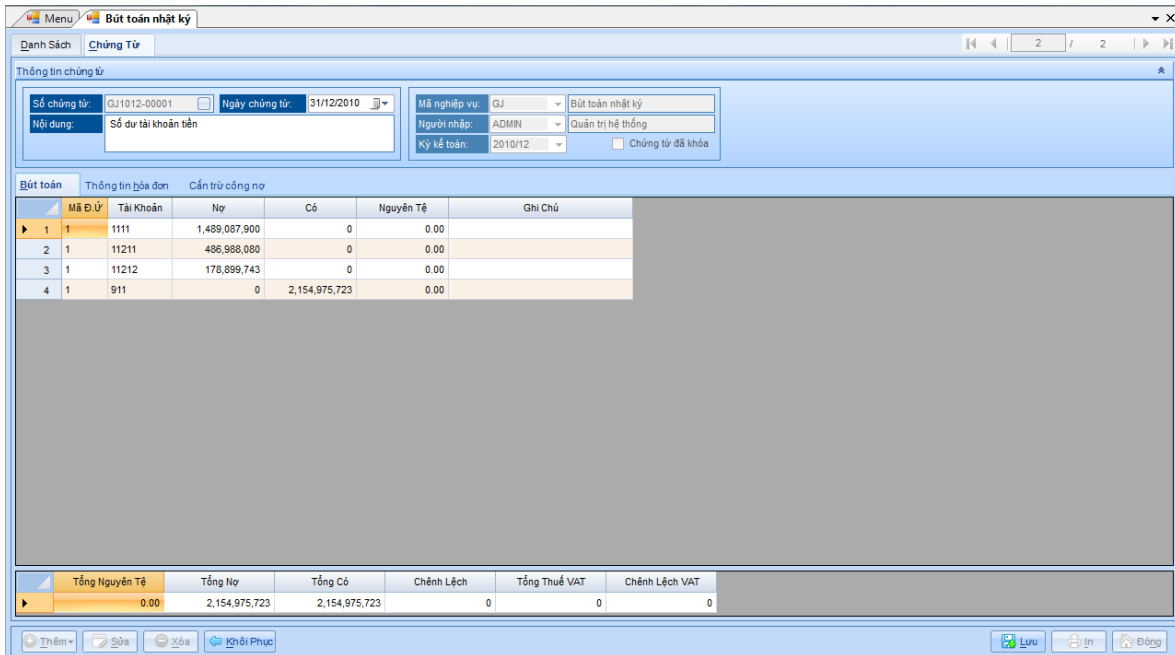 Menu Bút toán nhật ký
Danh Sách Chứng Từ 2 / 2
Thông tin chứng từ
Số chứng từ: GJ1012-00001 Ngày chứng từ: 31/12/2010 Mã nghiệp vụ: GJ Bút toán nhật ký
Nội dung: Số dư tài khoản tiền Người nhập: ADMIN Quản trị hệ thống
Kỳ kế toán: 2010/12 Chứng từ đã khóa
Bút toán Thông tin hóa đơn Cấn trừ công nợ
Mã Đ.Ứ Tài Khoản Nợ Có Nguyên Tệ Ghi Chú
1 1 1111 1,489,087,900 0 0.00
2 1 11211 486,988,080 0 0.00
3 1 11212 178,899,743 0 0.00
4 1 911 0 2,154,975,723 0.00
Tổng Nguyên Tệ Tổng Nợ Tổng Có Chênh Lệch Tổng Thuế VAT Chênh Lệch VAT
0.00 2,154,975,723 2,154,975,723 0 0 0
Thêm Sửa Xóa Khôi Phục Lưu In Đóng